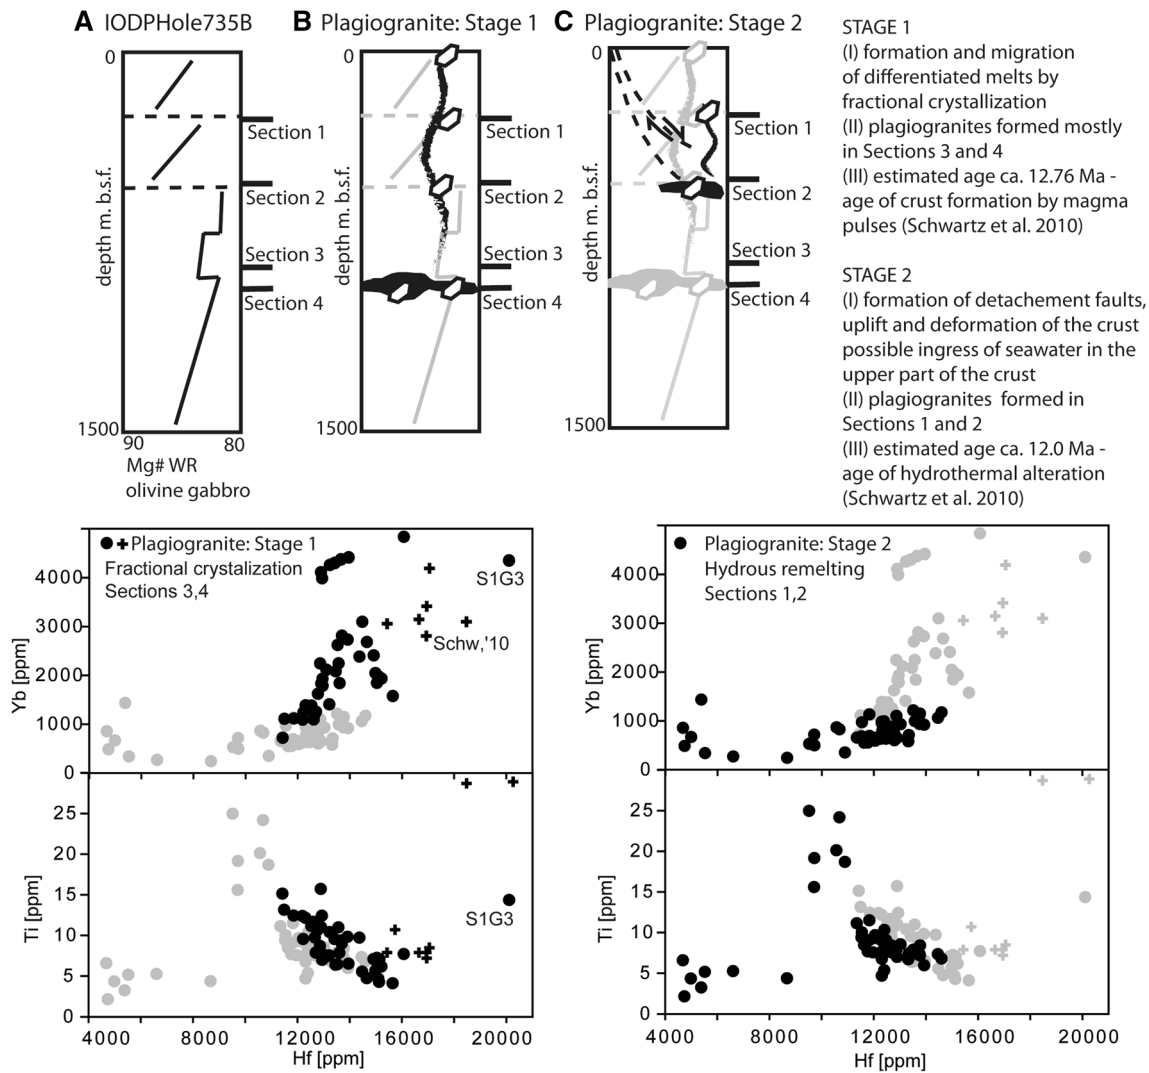 A IODPHole735B
B Plagiogranite: Stage 1
C Plagiogranite: Stage 2
0
depth m. b.s.f.
1500
90
80
Mg# WR
olivine gabbro
Section 1
Section 2
Section 3
Section 4
0
depth m. b.s.f.
1500
Section 1
Section 2
Section 3
Section 4
0
depth m. b.s.f.
1500
Section 1
Section 2
Section 3
Section 4
STAGE 1
(I) formation and migration
of differentiated melts by
fractional crystallization
(II) plagiogranites formed mostly
in Sections 3 and 4
(III) estimated age ca. 12.76 Ma -
age of crust formation by magma
pulses (Schwartz et al. 2010)
STAGE 2
(I) formation of detachement faults,
uplift and deformation of the crust
possible ingress of seawater in the
upper part of the crust
(II) plagiogranites formed in
Sections 1 and 2
(III) estimated age ca. 12.0 Ma -
age of hydrothermal alteration
(Schwartz et al. 2010)
Plagiogranite: Stage 1
Fractional crystalization
Sections 3,4
S1G3
Schw,'10
Yb [ppm]
4000
3000
2000
1000
0
S1G3
Ti [ppm]
25
20
15
10
5
0
4000 8000 12000 16000 20000
Hf [ppm]
Plagiogranite: Stage 2
Hydrous remelting
Sections 1,2
Yb [ppm]
4000
3000
2000
1000
0
Ti [ppm]
25
20
15
10
5
0
4000 8000 12000 16000 20000
Hf [ppm]